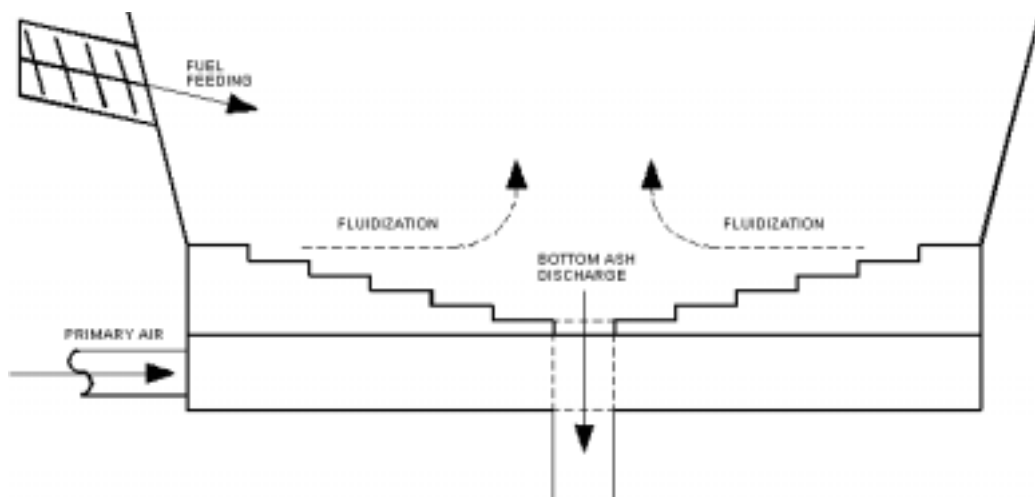 FUEL
FEEDING
FLUIDIZATION
FLUIDIZATION
BOTTOM ASH
DISCHARGE
PRIMARY AIR